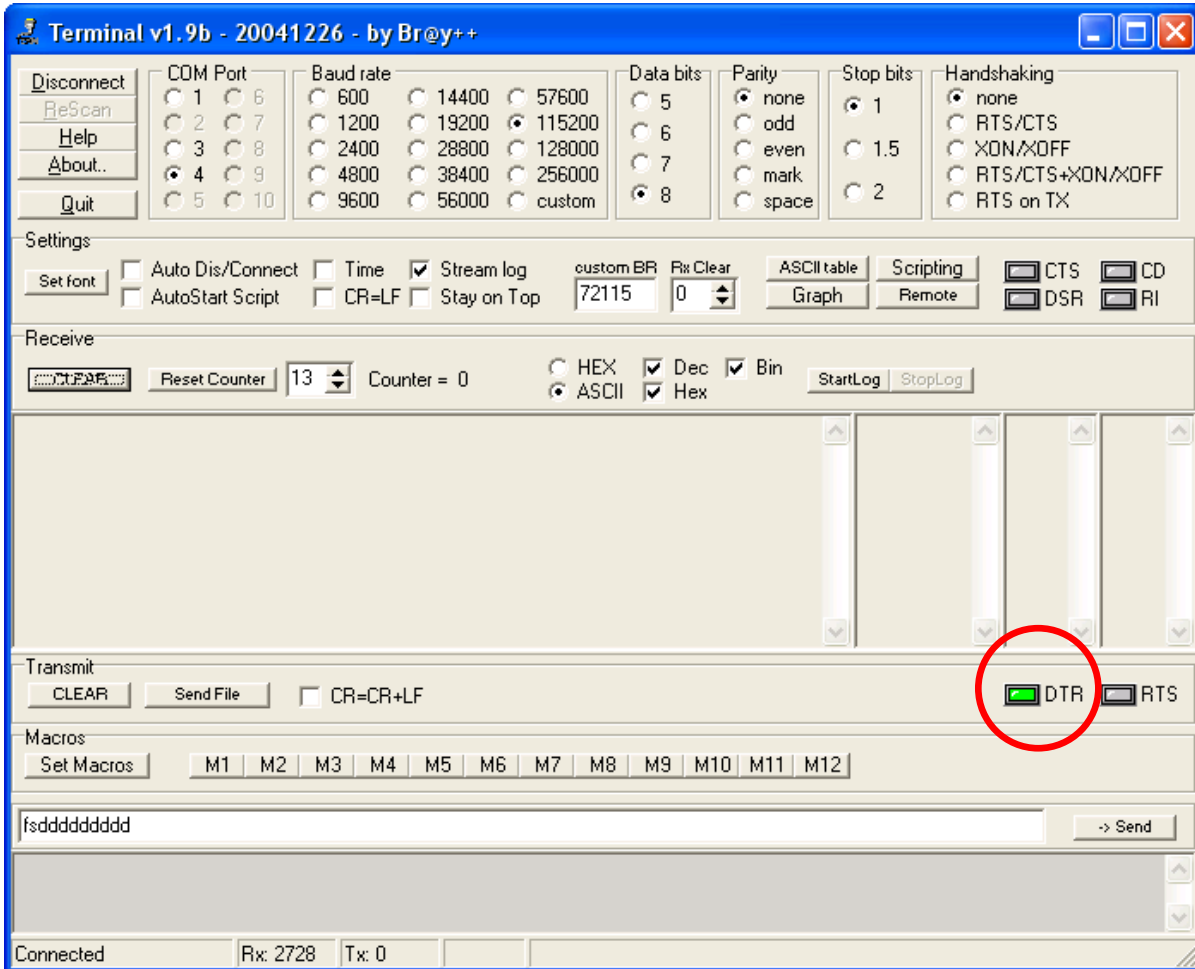 Terminal v1.9b - 20041226 - by Br@y++
Disconnect
ReScan
Help
About..
Quit
COM Port
1 6
2 7
3 8
4 9
5 10
Baud rate
600 14400 57600
1200 19200 115200
2400 28800 128000
4800 38400 256000
9600 56000 custom
Data bits
5
6
7
8
Parity
none
odd
even
mark
space
Stop bits
1
1.5
2
Handshaking
none
RTS/CTS
XON/XOFF
RTS/CTS+XON/XOFF
RTS on TX
Settings
Set font
Auto Dis/Connect Time Stream log
AutoStart Script CR=LF Stay on Top
custom BR Rx Clear
72115 0
ASCII table Scripting
Graph Remote
CTS CD
DSR RI
Receive
CLEAR Reset Counter 13 Counter = 0
HEX Dec Bin
ASCII Hex
StartLog StopLog
Transmit
CLEAR Send File CR=CR+LF DTR RTS
Macros
Set Macros M1 M2 M3 M4 M5 M6 M7 M8 M9 M10 M11 M12
fsddddddddd -> Send
Connected Rx: 2728 Tx: 0